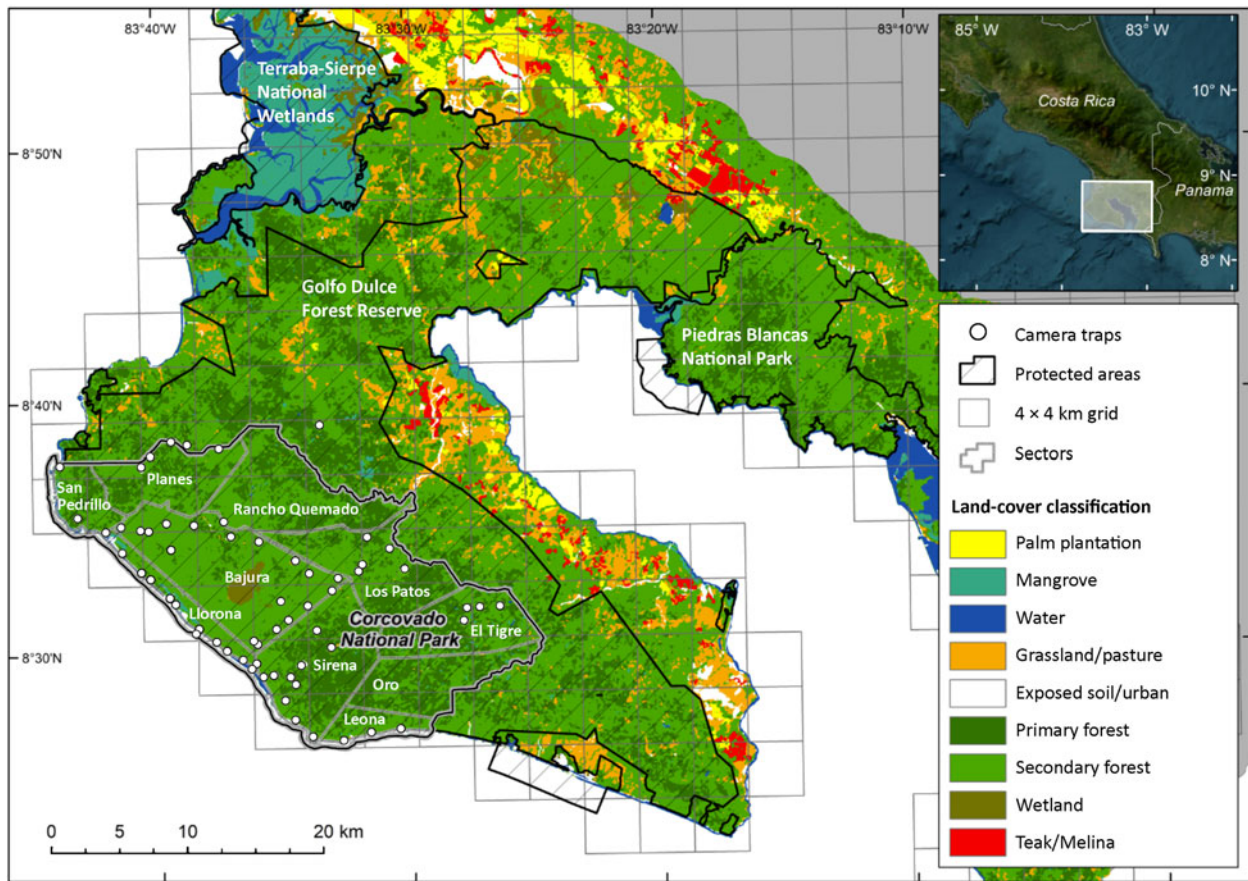 83°40'W
83°30'W
83°20'W
83°10'W
85° W
83° W
10° N
9° N
8° N
Costa Rica
Panama
8°50'N
8°40'N
8°30'N
Terraba-Sierpe
National
Wetlands
Golfo Dulce
Forest Reserve
Piedras Blancas
National Park
San
Pedrillo
Planes
Rancho Quemado
Bajura
Los Patos
Llorona
Corcovado
National Park
El Tigre
Sirena
Oro
Leona
0 5 10 20 km
Camera traps
Protected areas
4 × 4 km grid
Sectors
Land-cover classification
Palm plantation
Mangrove
Water
Grassland/pasture
Exposed soil/urban
Primary forest
Secondary forest
Wetland
Teak/Melina